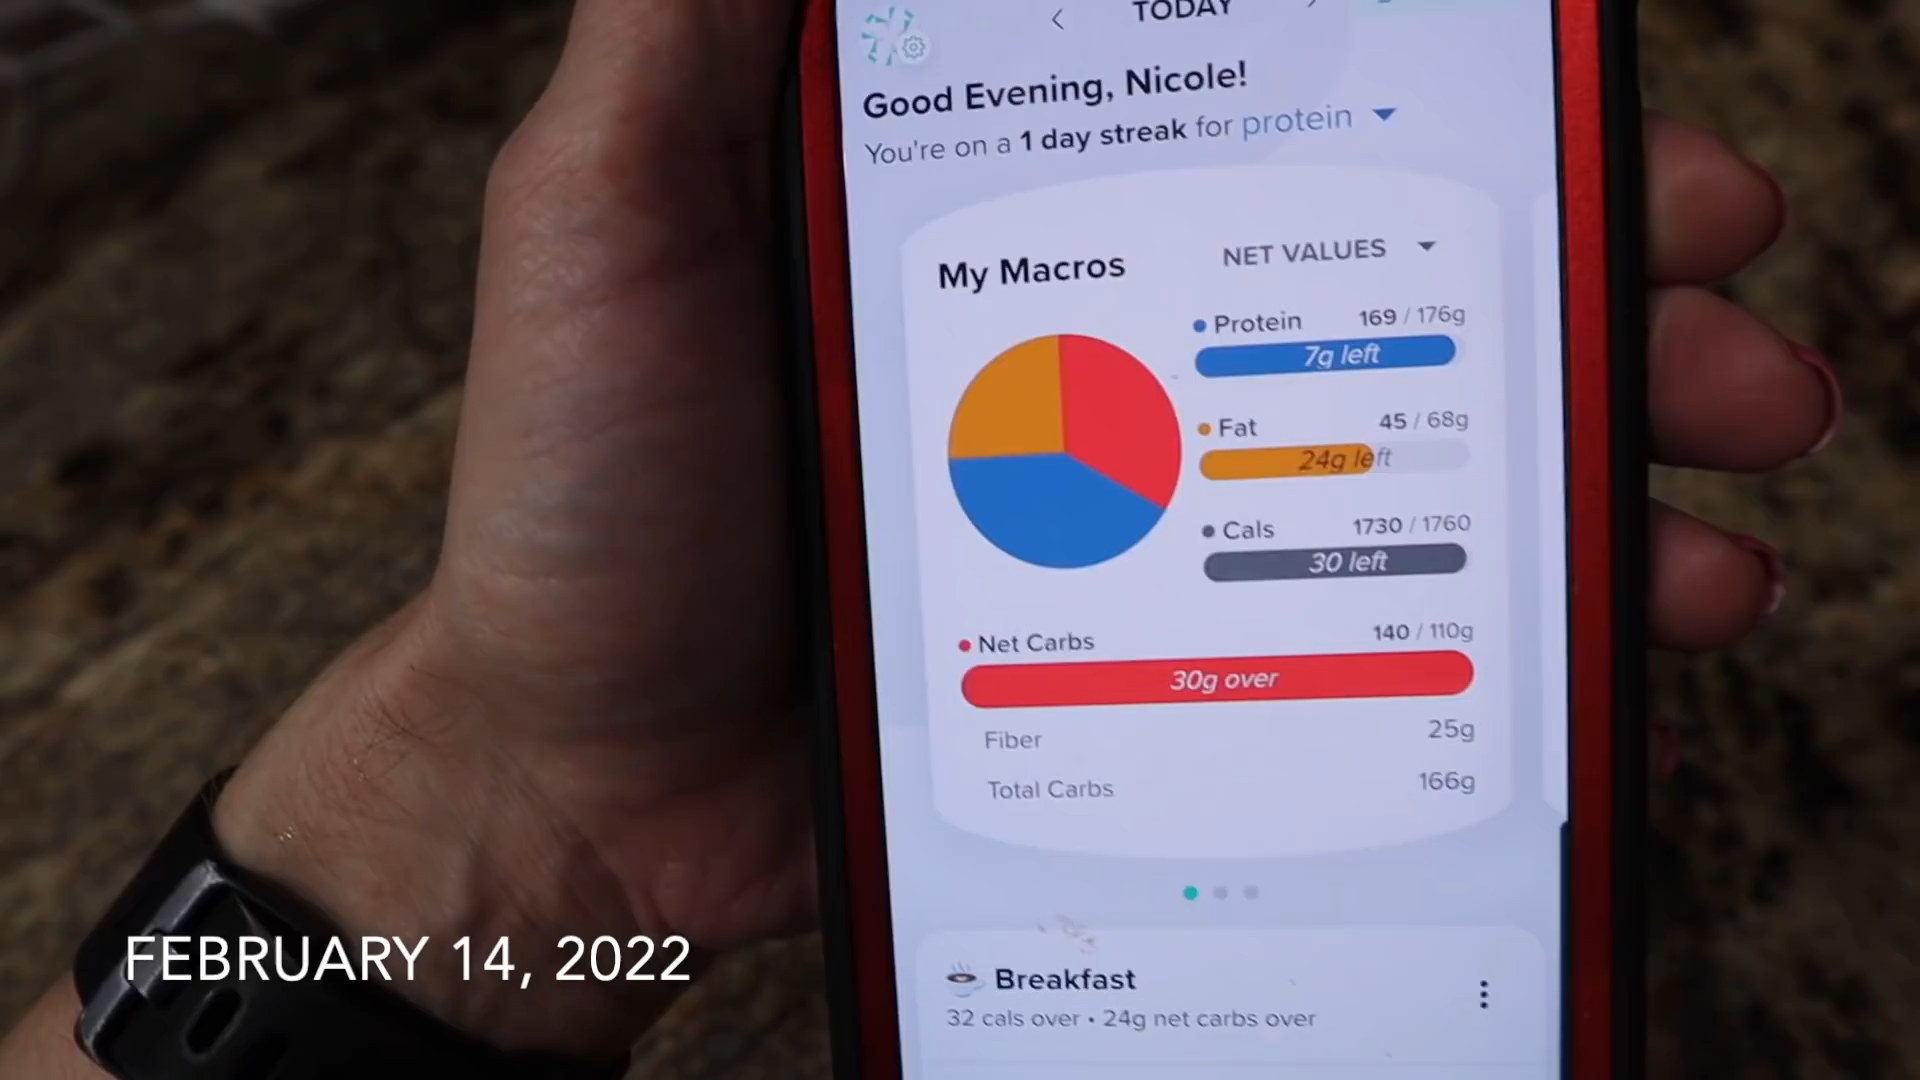 TODAY
Good Evening, Nicole!
You're on a 1 day streak for protein
My Macros
NET VALUES
Protein 169 / 176g
7g left
Fat 45 / 68g
24g left
Cals 1730 / 1760
30 left
Net Carbs 140 / 110g
30g over
Fiber 25g
Total Carbs 166g
Breakfast
32 cals over • 24g net carbs over
FEBRUARY 14, 2022